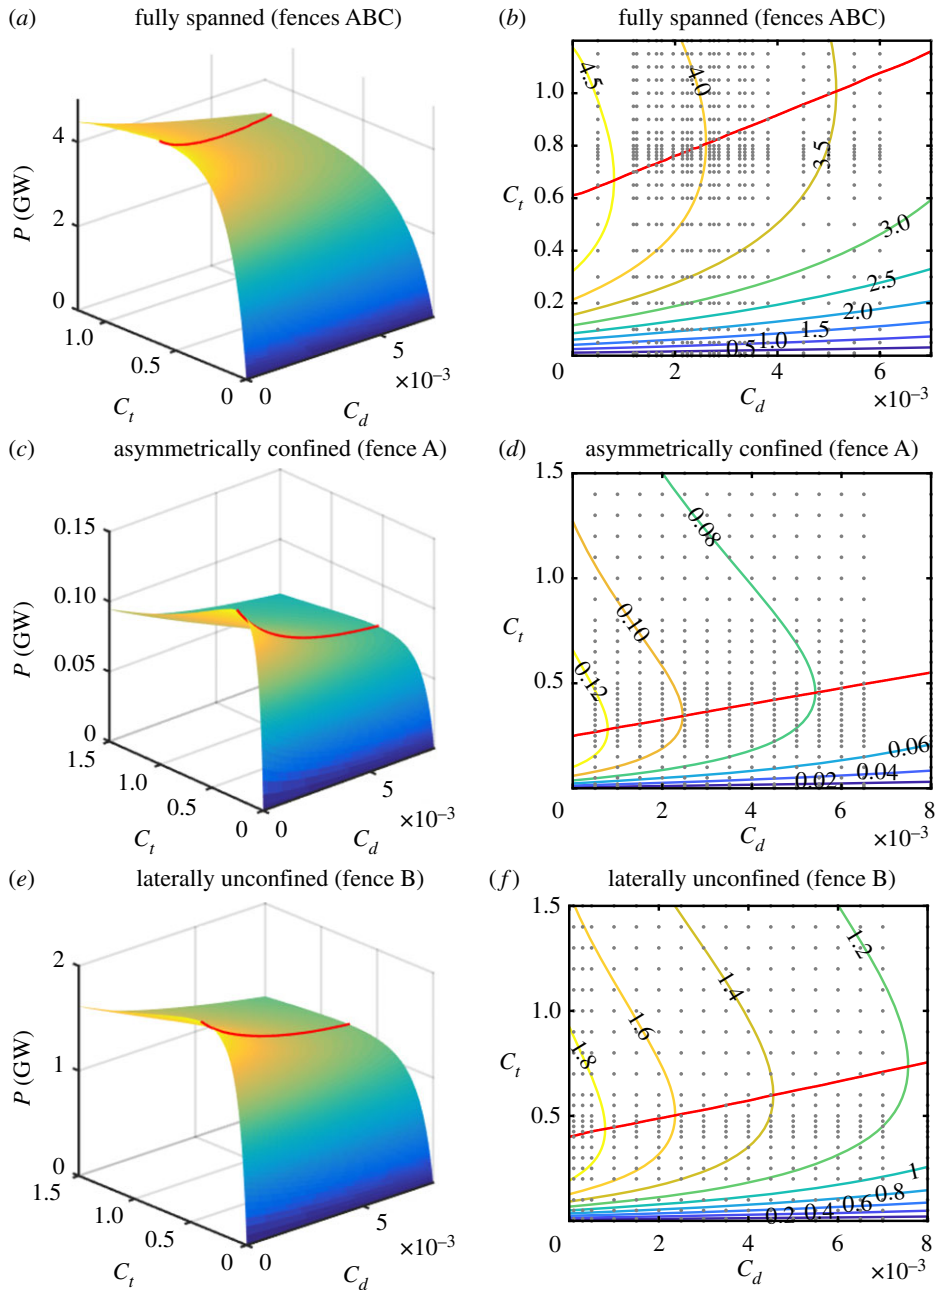 (a) fully spanned (fences ABC)
4
2
0
P (GW)
1.0
0.5
0
0
5
×10⁻³
C_t
C_d
(b) fully spanned (fences ABC)
1.0
0.8
0.6
0.4
0.2
0
C_t
4.5
4.0
3.5
3.0
2.5
2.0
1.5
1.0
0.5
0 2 4 6
C_d
×10⁻³
(c) asymmetrically confined (fence A)
0.15
0.10
0.05
0
P (GW)
1.5
1.0
0.5
0
0
5
×10⁻³
C_t
C_d
(d) asymmetrically confined (fence A)
1.5
1.0
0.5
0
C_t
0.08
0.10
0.12
0.06
0.04
0.02
0 2 4 6 8
C_d
×10⁻³
(e) laterally unconfined (fence B)
2
1
0
P (GW)
1.5
1.0
0.5
0
0
5
×10⁻³
C_t
C_d
(f) laterally unconfined (fence B)
1.5
1.0
0.5
0
C_t
1.2
1.4
1.6
1.8
1
0.8
0.6
0.4
0.2
0 2 4 6 8
C_d
×10⁻³